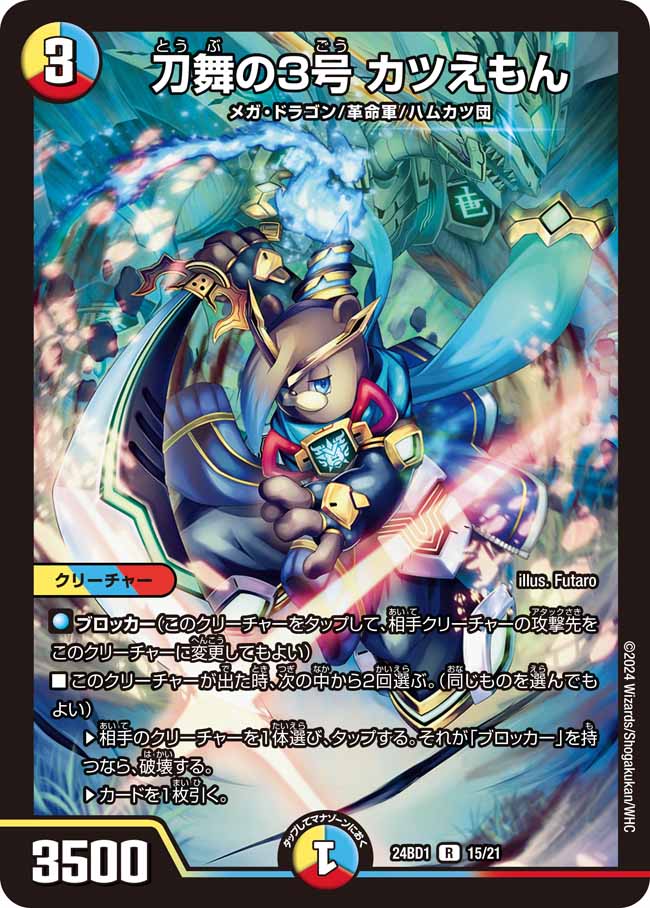 3
とうぶ ごう
刀舞の3号 カツえもん
メガ・ドラゴン/革命軍/ハムカツ団
クリーチャー
illus. Futaro
ブロッカー(このクリーチャーをタップして、相手クリーチャーの攻撃先を
このクリーチャーに変更してもよい)
■このクリーチャーが出た時、次の中から2回選ぶ。(同じものを選んでも
よい)
▶相手のクリーチャーを1体選び、タップする。それが「ブロッカー」を持
つなら、破壊する。
▶カードを1枚引く。
©2024 Wizards/Shogakukan/WHC
3500
タップしてマナゾーンにおく
1
24BD1 R 15/21